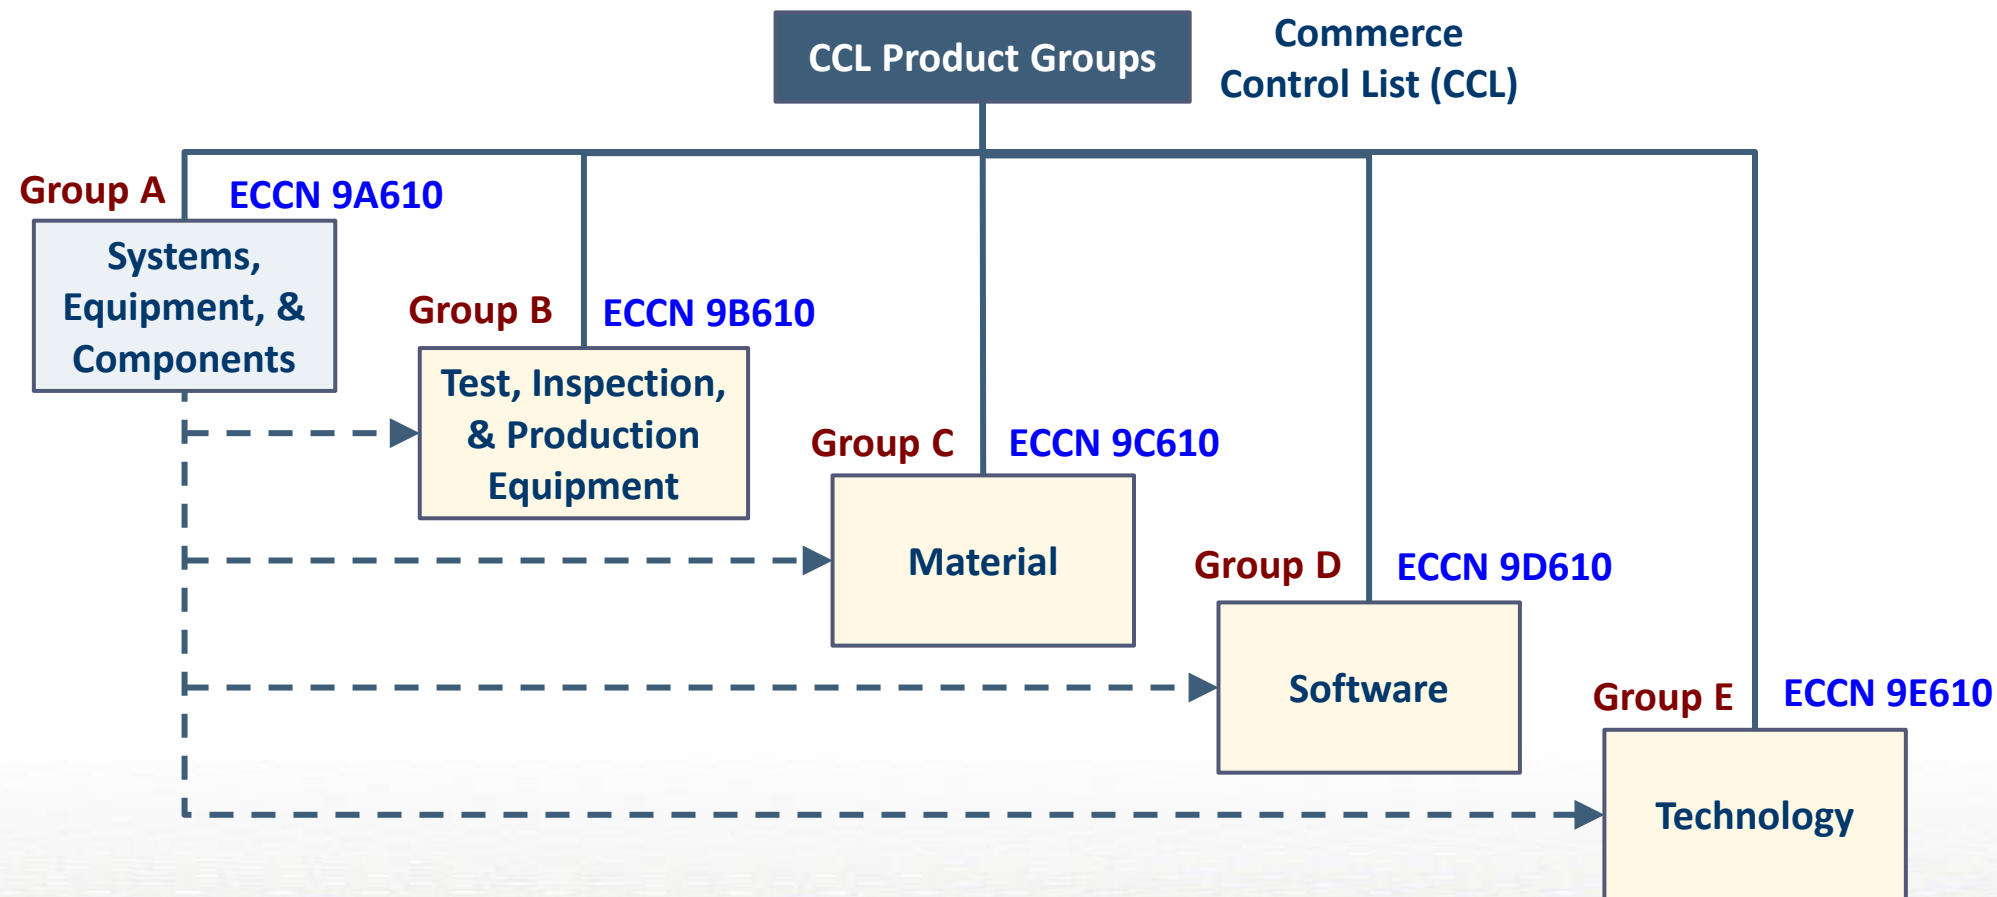 CCL Product Groups
Commerce
Control List (CCL)
Group A
ECCN 9A610
Systems,
Equipment, &
Components
Group B
ECCN 9B610
Test, Inspection,
& Production
Equipment
Group C
ECCN 9C610
Material
Group D
ECCN 9D610
Software
Group E
ECCN 9E610
Technology